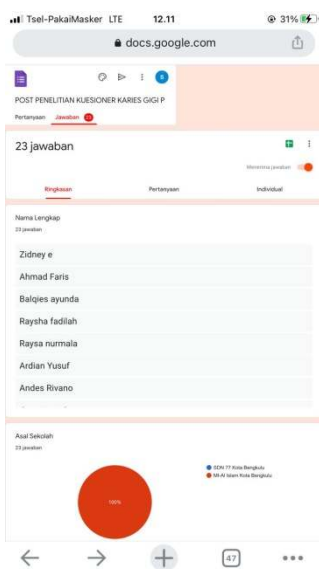 Tsel-PakaiMasker LTE 12.11 31%
docs.google.com
POST PENELITIAN KUESIONER KARIES GIGI P
Pertanyaan Jawaban 23
23 jawaban
Menerima jawaban
Ringkasan Pertanyaan Individual
Nama Lengkap
23 jawaban
Zidney e
Ahmad Faris
Balqies ayunda
Raysha fadilah
Raysa nurmala
Ardian Yusuf
Andes Rivano
Asal Sekolah
23 jawaban
100%
SDN 77 Kota Bengkulu
MI Al Islam Kota Bengkulu
47